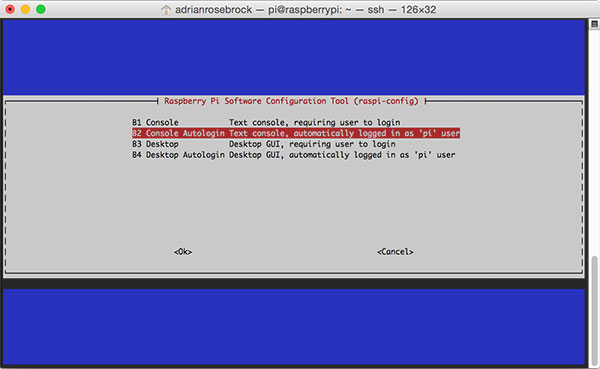 adrianrosebrock — pi@raspberrypi: ~ — ssh — 126×32
Raspberry Pi Software Configuration Tool (raspi-config)
B1 Console Text console, requiring user to login
B2 Console Autologin Text console, automatically logged in as 'pi' user
B3 Desktop Desktop GUI, requiring user to login
B4 Desktop Autologin Desktop GUI, automatically logged in as 'pi' user
<Ok> <Cancel>